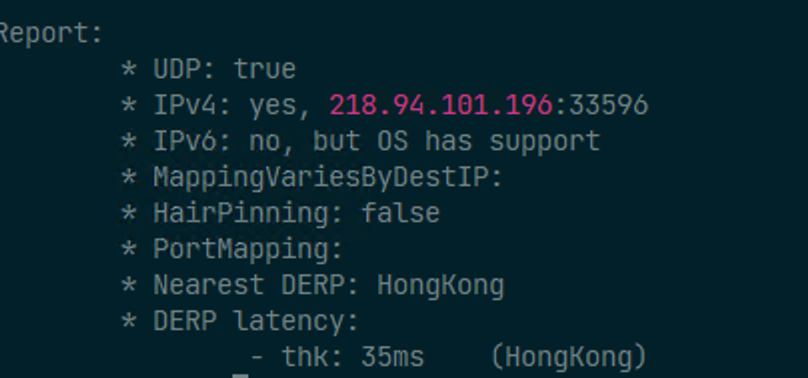 Report:
* UDP: true
* IPv4: yes, 218.94.101.196:33596
* IPv6: no, but OS has support
* MappingVariesByDestIP:
* HairPinning: false
* PortMapping:
* Nearest DERP: HongKong
* DERP latency:
- thk: 35ms (HongKong)